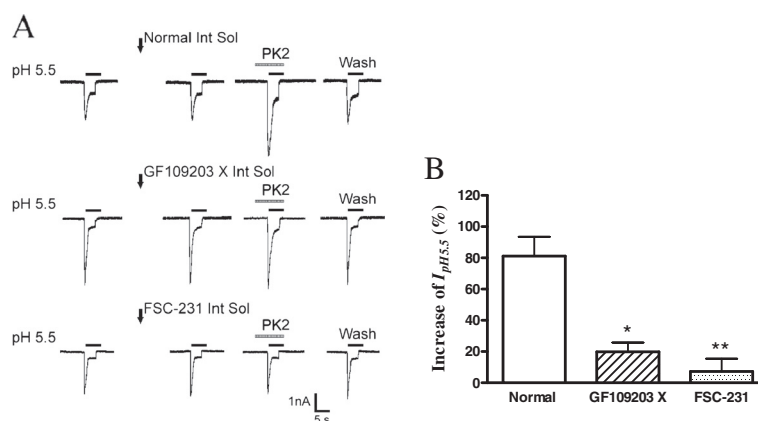 A
Normal Int Sol
PK2
pH 5.5
Wash
GF109203 X Int Sol
PK2
pH 5.5
Wash
FSC-231 Int Sol
PK2
pH 5.5
Wash
1nA
5 s
B
Increase of I_pH5.5 (%)
120
100
80
60
40
20
0
*
**
Normal
GF109203 X
FSC-231